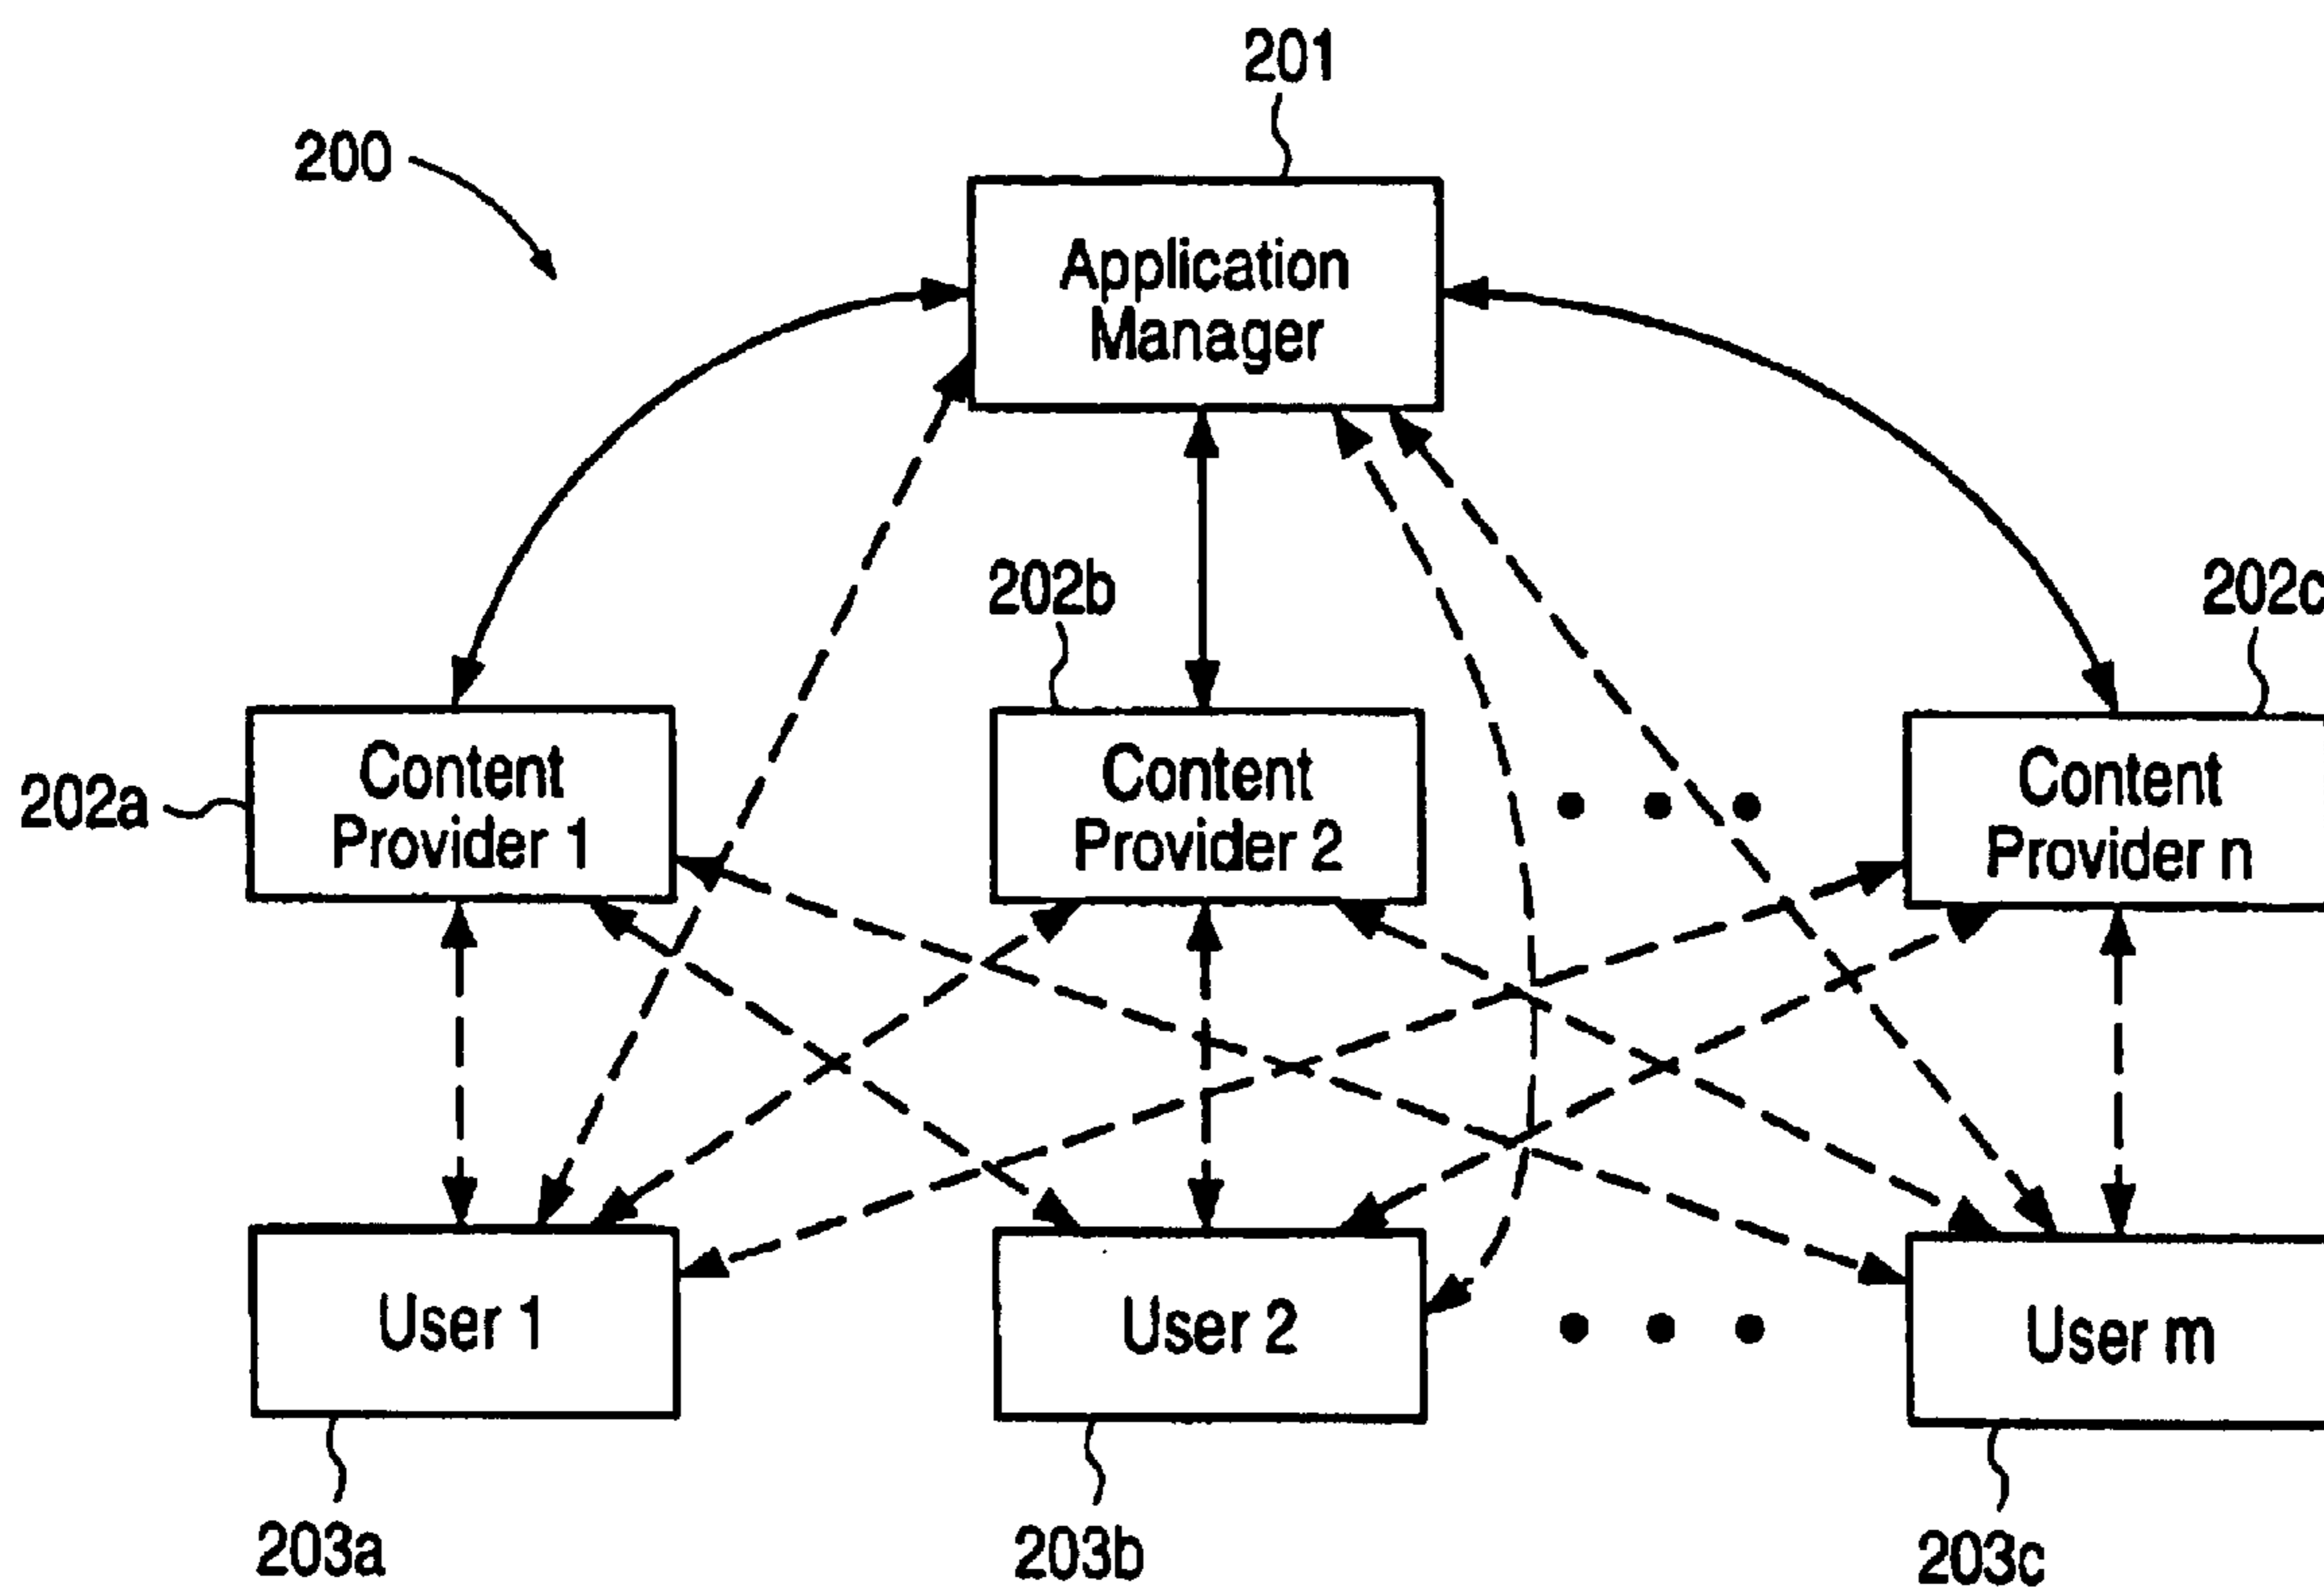 201
200
Application
Manager
202b
202c
Content
Provider 1
Content
Provider 2
Content
Provider n
202a
User 1
User 2
User m
203a
203b
203c